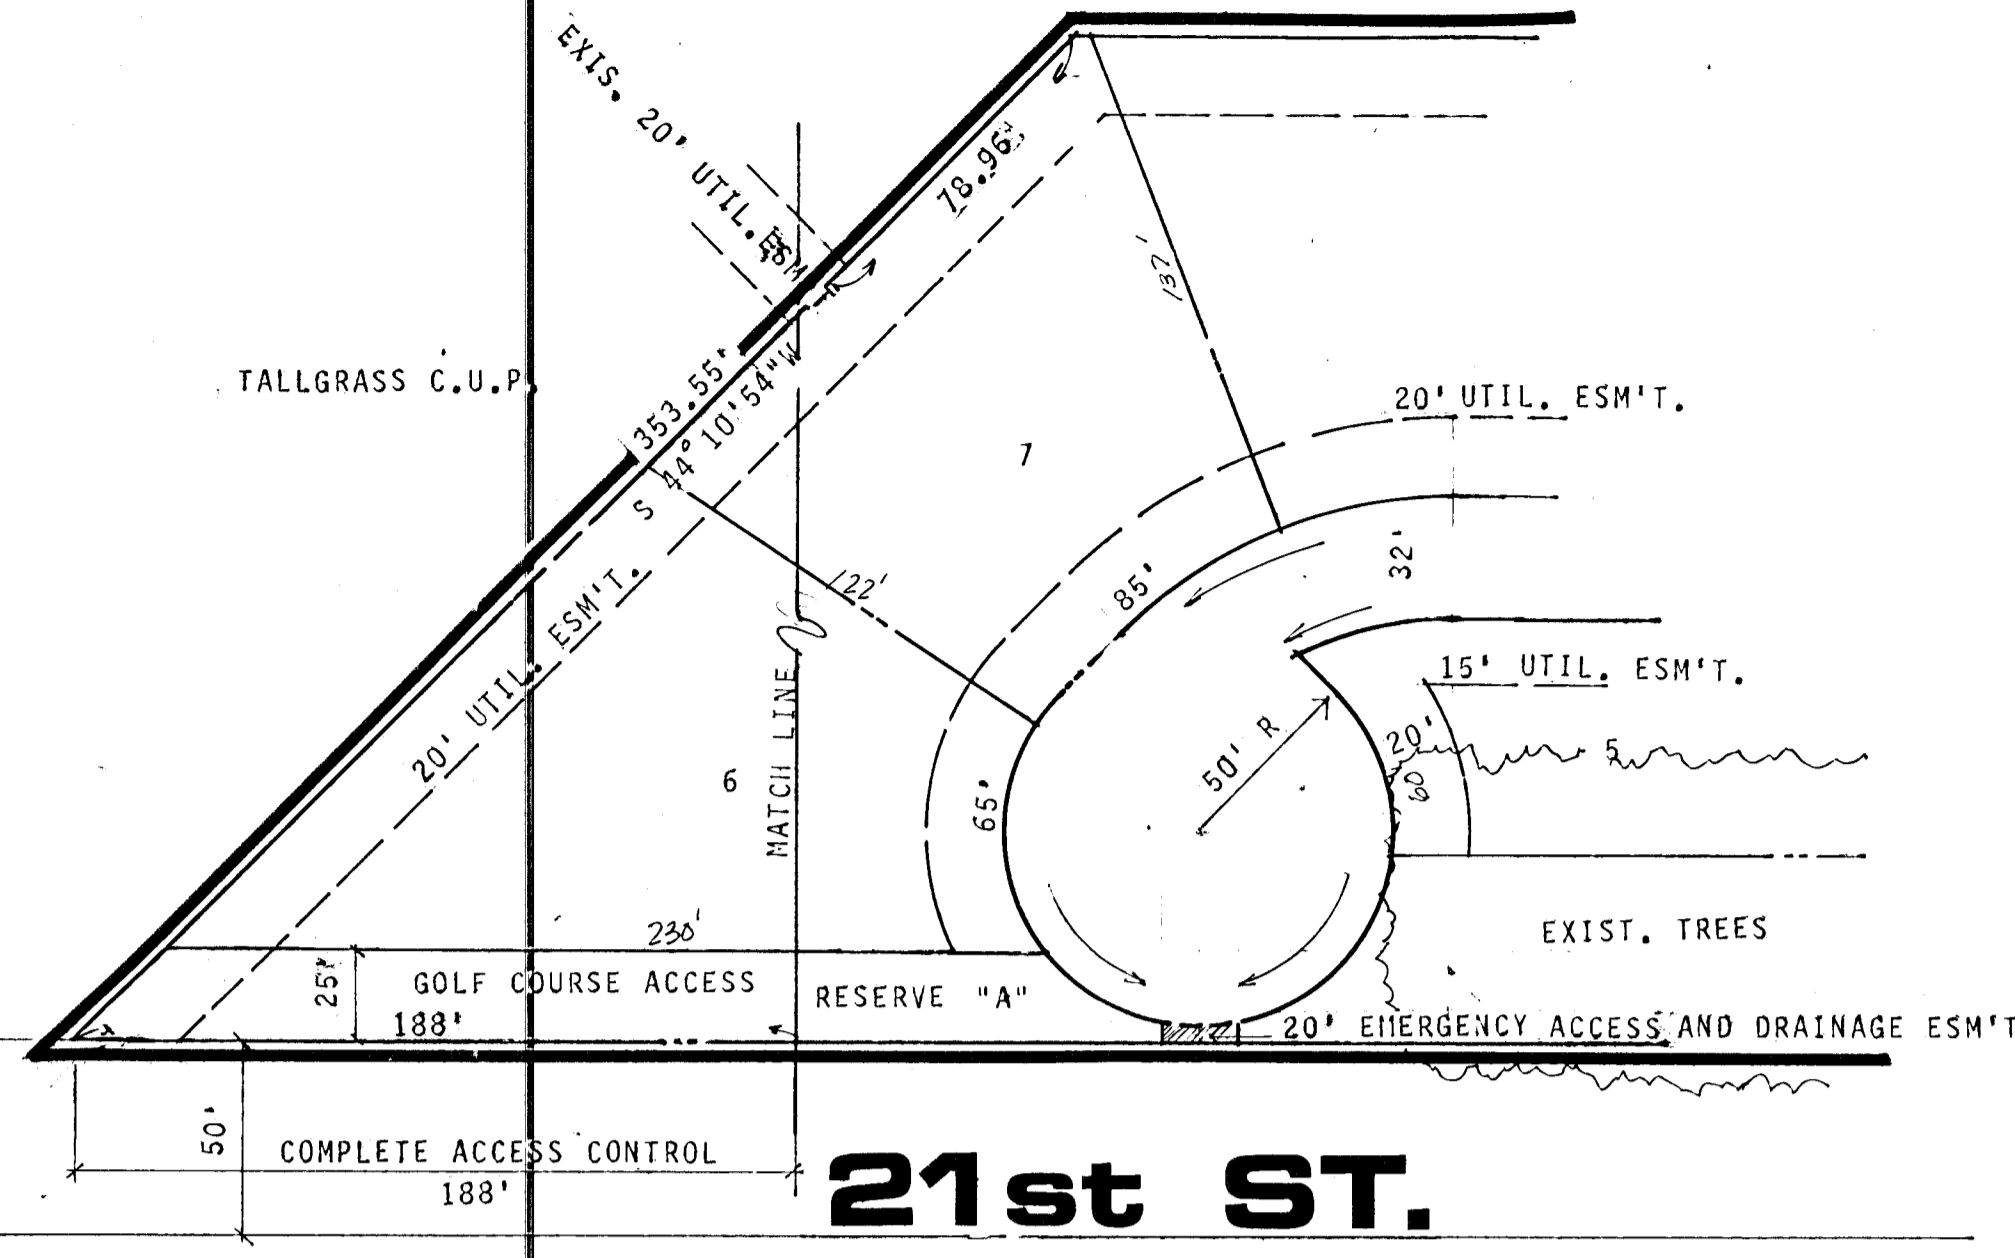 EXIS. 20' UTIL. ESM'T
78.96'
137'
TALLGRASS C.U.P.
353.55'
S 44° 10' 54" W
20' UTIL. ESM'T.
7
122'
85'
32'
20' UTIL. ESM'T.
15' UTIL. ESM'T.
50' R
20'
5
60
6
MATCH LINE
65'
230'
25'
GOLF COURSE ACCESS
188'
RESERVE "A"
EXIST. TREES
20' EMERGENCY ACCESS AND DRAINAGE ESM'T
50'
COMPLETE ACCESS CONTROL
188'
21st ST.